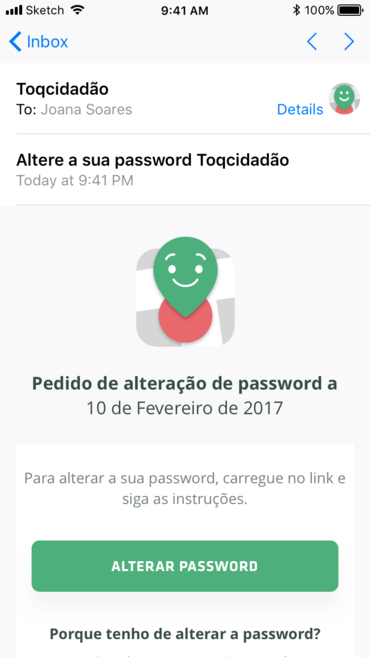 Sketch 9:41 AM 100%
Inbox
Toqcidadão
To: Joana Soares Details
Altere a sua password Toqcidadão
Today at 9:41 PM
Pedido de alteração de password a
10 de Fevereiro de 2017
Para alterar a sua password, carregue no link e
siga as instruções.
ALTERAR PASSWORD
Porque tenho de alterar a password?